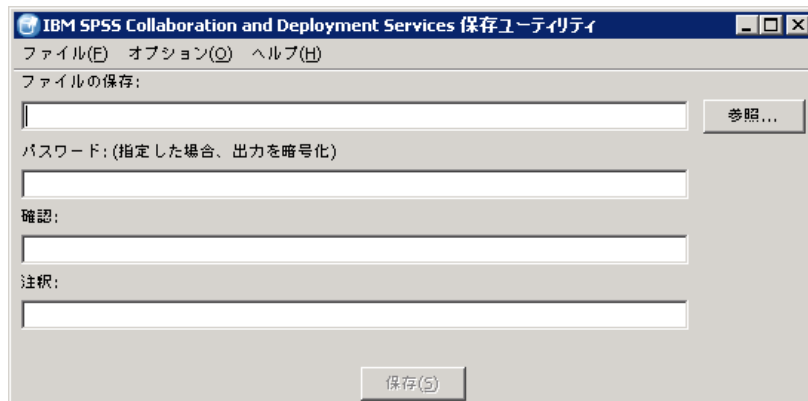 IBM SPSS Collaboration and Deployment Services 保存ユーティリティ
ファイル(F) オプション(O) ヘルプ(H)
ファイルの保存:
参照...
パスワード: (指定した場合、出力を暗号化)
確認:
注釈:
保存(S)